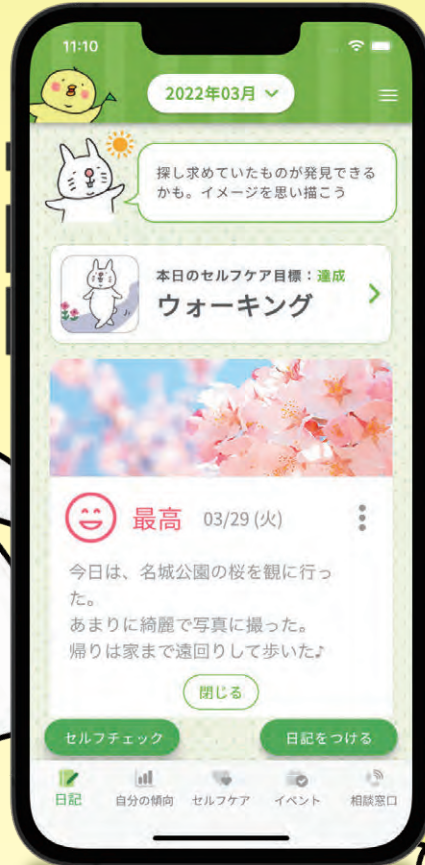 11:10
2022年03月
探し求めていたものが発見できる
かも。イメージを思い描こう
本日のセルフケア目標：達成
ウォーキング
最高 03/29 (火)
今日は、名城公園の桜を観に行っ
た。
あまりに綺麗で写真に撮った。
帰りは家まで遠回りして歩いた♪
閉じる
セルフチェック 日記をつける
日記 自分の傾向 セルフケア イベント 相談窓口